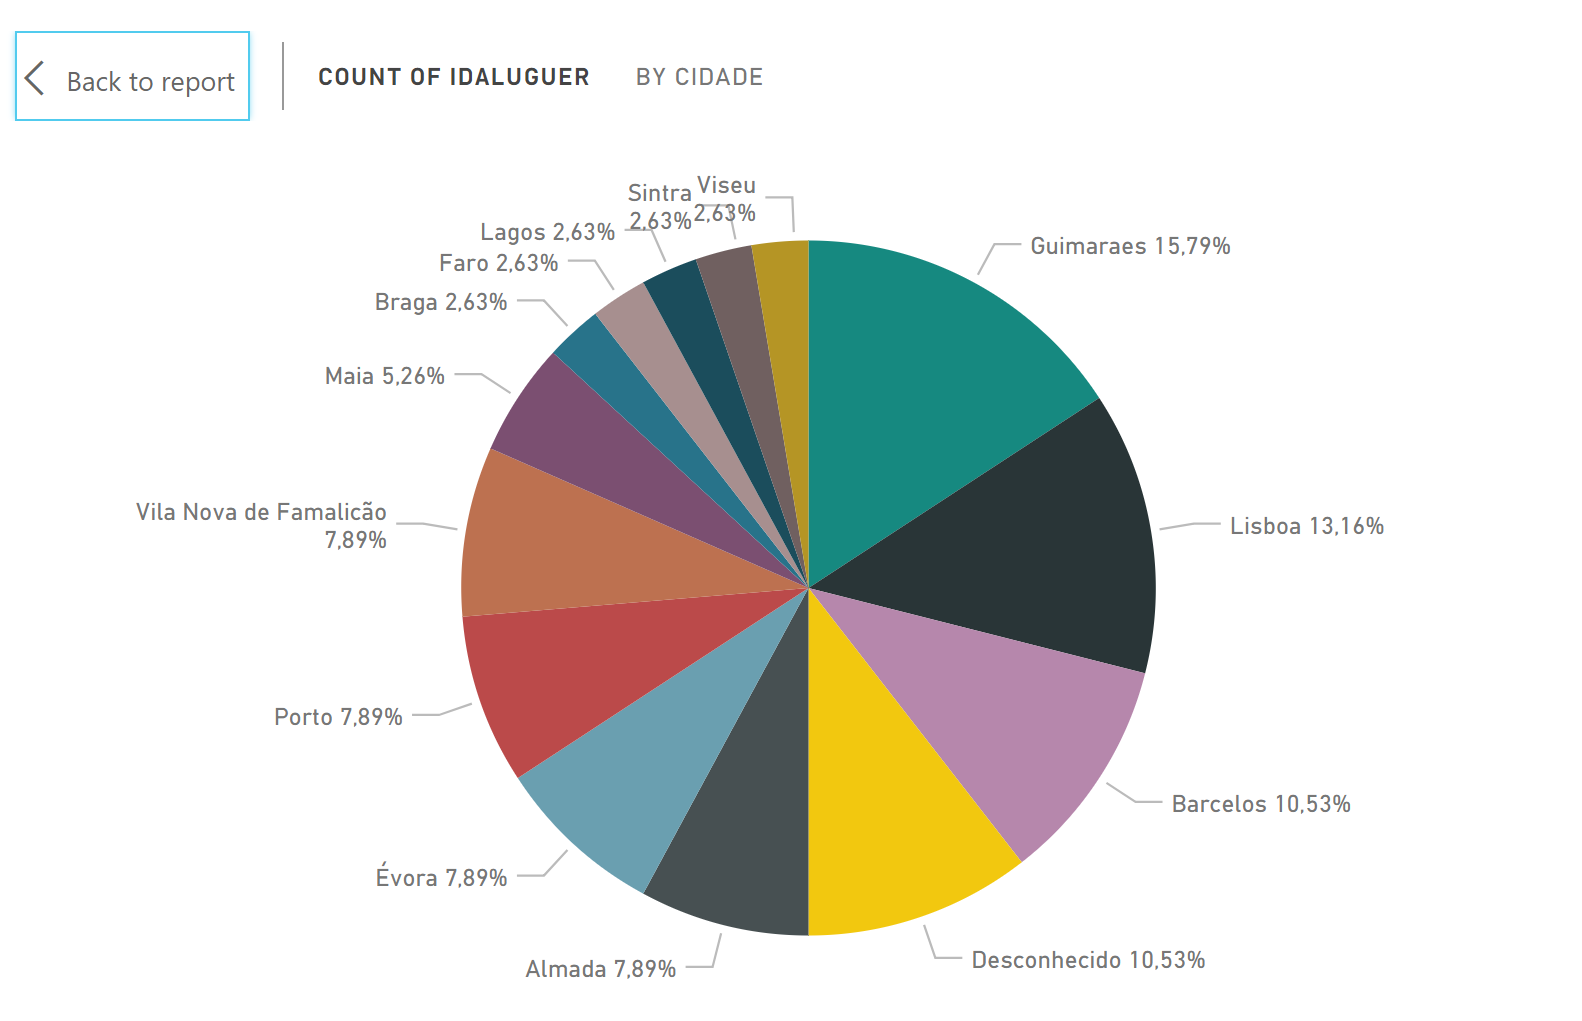 Back to report
COUNT OF IDALUGUER BY CIDADE
Viseu
2,63%
Sintra
2,63%
Lagos 2,63%
Faro 2,63%
Braga 2,63%
Maia 5,26%
Vila Nova de Famalicão
7,89%
Porto 7,89%
Évora 7,89%
Almada 7,89%
Guimaraes 15,79%
Lisboa 13,16%
Barcelos 10,53%
Desconhecido 10,53%